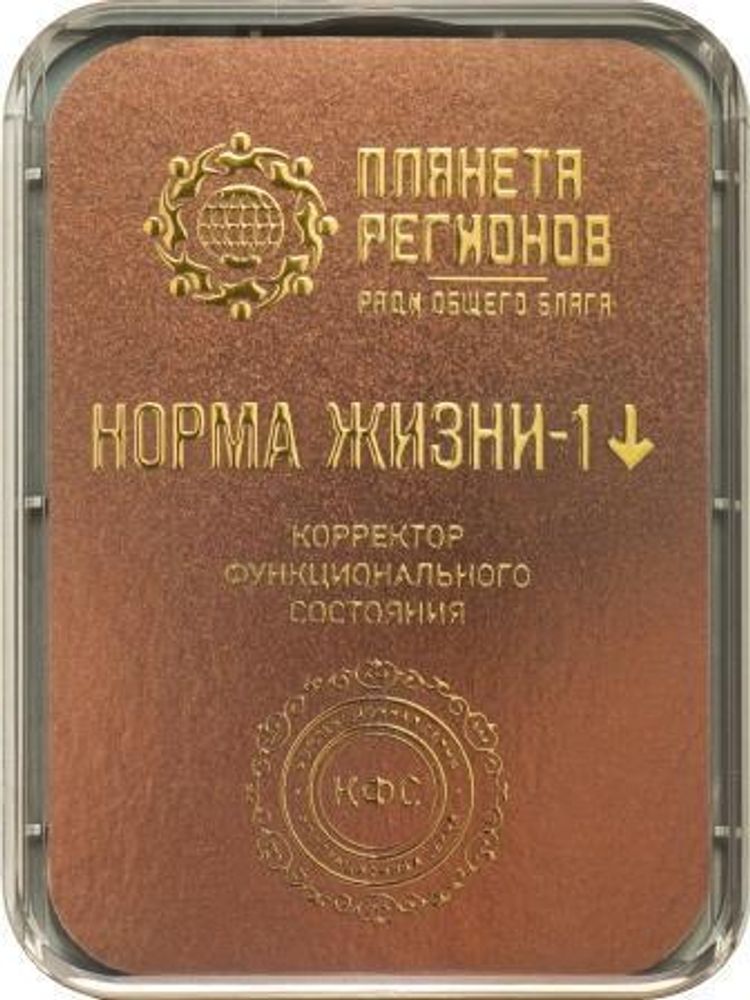 ПЛАНЕТА
РЕГИОНОВ
РАДИ ОБЩЕГО БЛАГА
НОРМА ЖИЗНИ-1↓
КОРРЕКТОР
ФУНКЦИОНАЛЬНОГО
СОСТОЯНИЯ
КФС